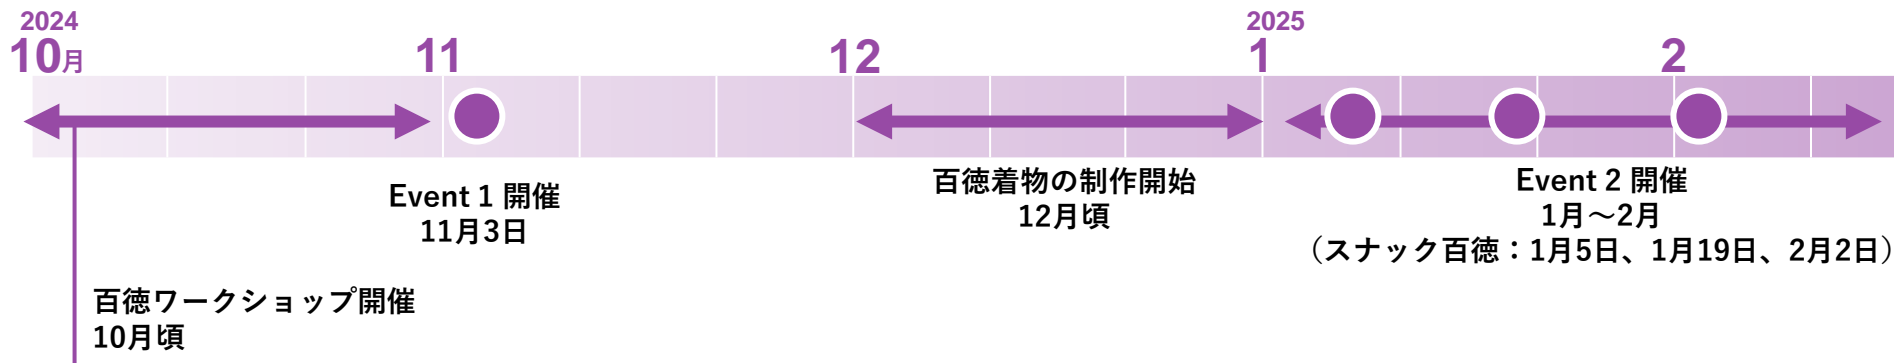 2024
10月
11
12
2025
1
2
Event 1 開催
11月3日
百徳着物の制作開始
12月頃
Event 2 開催
1月～2月
（スナック百徳：1月5日、1月19日、2月2日）
百徳ワークショップ開催
10月頃